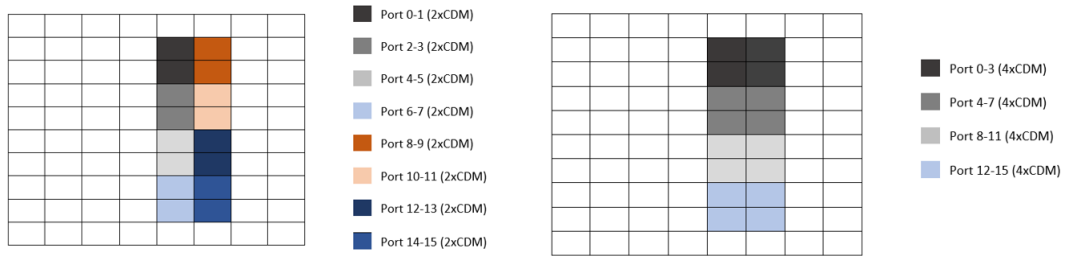 Port 0-1 (2xCDM)
Port 2-3 (2xCDM)
Port 4-5 (2xCDM)
Port 6-7 (2xCDM)
Port 8-9 (2xCDM)
Port 10-11 (2xCDM)
Port 12-13 (2xCDM)
Port 14-15 (2xCDM)
Port 0-3 (4xCDM)
Port 4-7 (4xCDM)
Port 8-11 (4xCDM)
Port 12-15 (4xCDM)